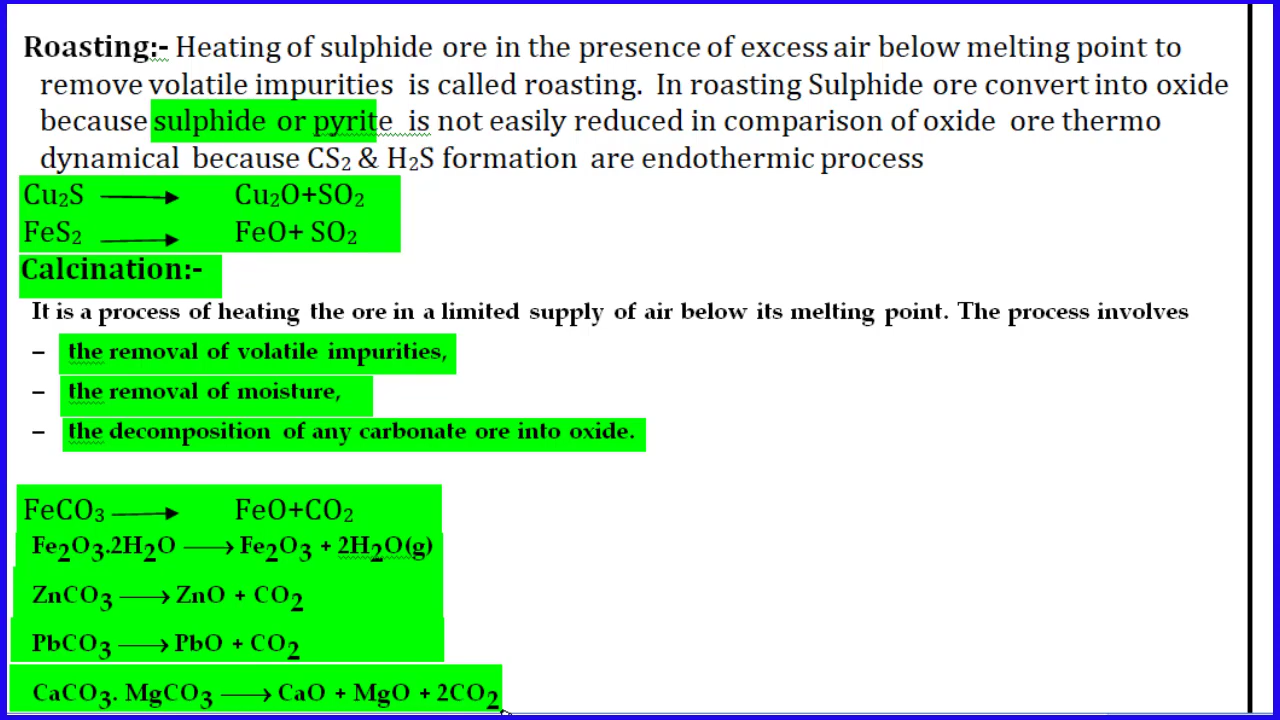 Roasting:- Heating of sulphide ore in the presence of excess air below melting point to
remove volatile impurities is called roasting. In roasting Sulphide ore convert into oxide
because sulphide or pyrite is not easily reduced in comparison of oxide ore thermo
dynamical because CS₂ & H₂S formation are endothermic process
Cu₂S ⟶ Cu₂O+SO₂
FeS₂ ⟶ FeO+ SO₂
Calcination:-
It is a process of heating the ore in a limited supply of air below its melting point. The process involves
– the removal of volatile impurities,
– the removal of moisture,
– the decomposition of any carbonate ore into oxide.
FeCO₃ ⟶ FeO+CO₂
Fe₂O₃.2H₂O ⟶ Fe₂O₃ + 2H₂O(g)
ZnCO₃ ⟶ ZnO + CO₂
PbCO₃ ⟶ PbO + CO₂
CaCO₃. MgCO₃ ⟶ CaO + MgO + 2CO₂